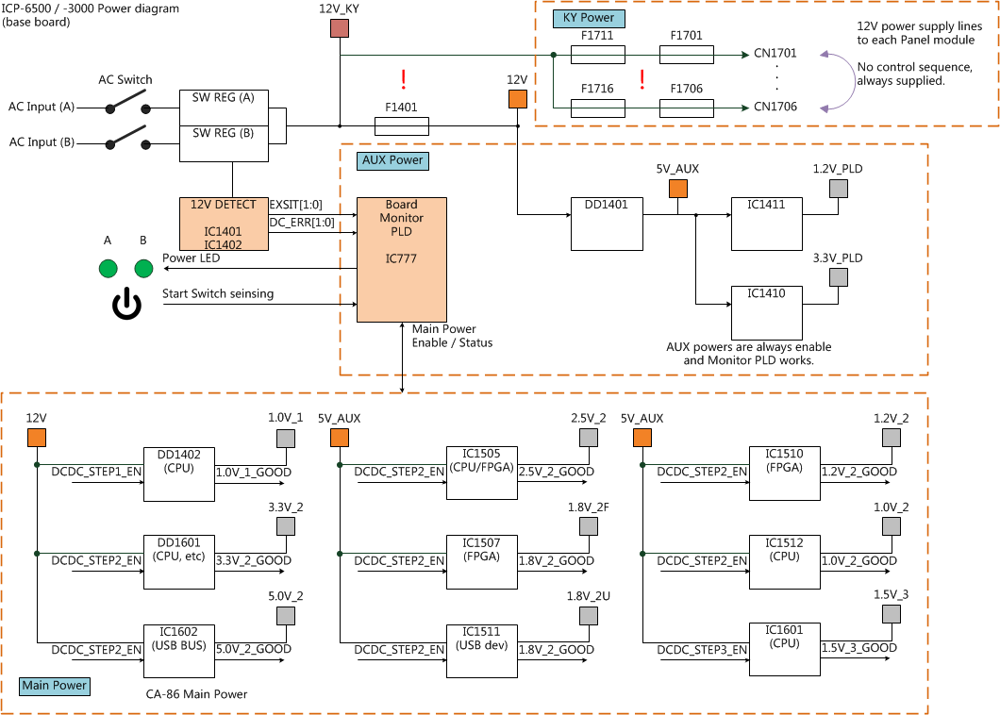 ICP-6500 / -3000 Power diagram
(base board)
12V_KY
KY Power
F1711
F1701
CN1701
.
.
.
F1716
F1706
CN1706
12V power supply lines
to each Panel module
No control sequence,
always supplied.
!
!
12V
F1401
AC Switch
AC Input (A)
AC Input (B)
SW REG (A)
SW REG (B)
12V DETECT
IC1401
IC1402
EXSIT[1:0]
DC_ERR[1:0]
A
B
Power LED
Start Switch seinsing
AUX Power
Board
Monitor
PLD
IC777
Main Power
Enable / Status
DD1401
5V_AUX
IC1411
1.2V_PLD
IC1410
3.3V_PLD
AUX powers are always enable
and Monitor PLD works.
12V
1.0V_1
DD1402
(CPU)
DCDC_STEP1_EN
1.0V_1_GOOD
3.3V_2
DD1601
(CPU, etc)
DCDC_STEP2_EN
3.3V_2_GOOD
5.0V_2
IC1602
(USB BUS)
DCDC_STEP2_EN
5.0V_2_GOOD
5V_AUX
2.5V_2
IC1505
(CPU/FPGA)
DCDC_STEP2_EN
2.5V_2_GOOD
1.8V_2F
IC1507
(FPGA)
DCDC_STEP2_EN
1.8V_2_GOOD
1.8V_2U
IC1511
(USB dev)
DCDC_STEP2_EN
1.8V_2_GOOD
5V_AUX
1.2V_2
IC1510
(FPGA)
DCDC_STEP2_EN
1.2V_2_GOOD
1.0V_2
IC1512
(CPU)
DCDC_STEP2_EN
1.0V_2_GOOD
1.5V_3
IC1601
(CPU)
DCDC_STEP3_EN
1.5V_3_GOOD
Main Power
CA-86 Main Power